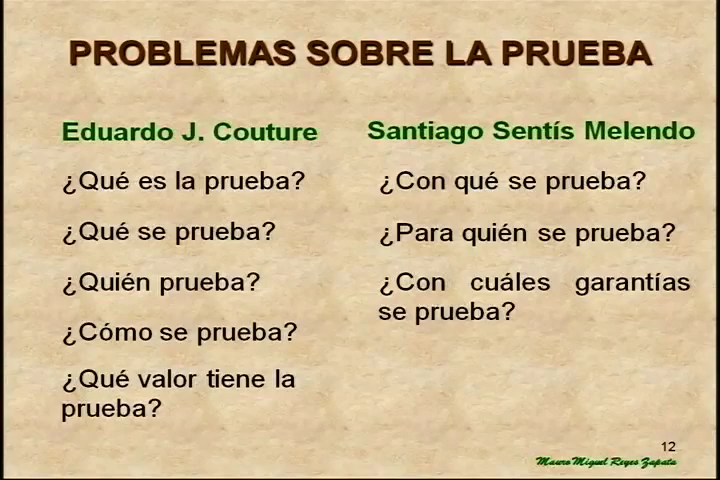 PROBLEMAS SOBRE LA PRUEBA
Eduardo J. Couture
¿Qué es la prueba?
¿Qué se prueba?
¿Quién prueba?
¿Cómo se prueba?
¿Qué valor tiene la
prueba?
Santiago Sentís Melendo
¿Con qué se prueba?
¿Para quién se prueba?
¿Con cuáles garantías
se prueba?
12
Mauro Miguel Reyes Zapata